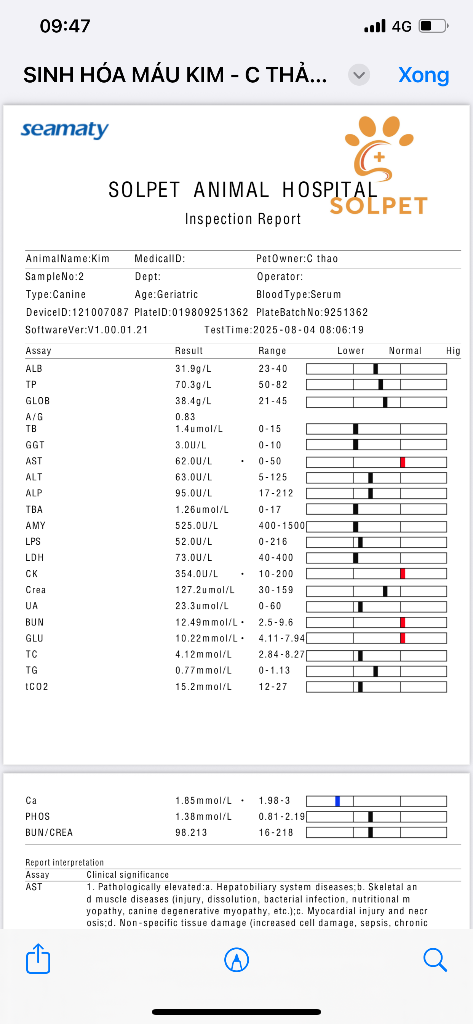 09:47
4G
SINH HÓA MÁU KIM - C THẢ...
Xong
seamaty
SOLPET ANIMAL HOSPITAL
SOLPET
Inspection Report
AnimalName:Kim MedicalID: PetOwner:C thao
SampleNo:2 Dept: Operator:
Type:Canine Age:Geriatric BloodType:Serum
DeviceID:121007087 PlateID:019809251362 PlateBatchNo:9251362
SoftwareVer:V1.00.01.21 TestTime:2025-08-04 08:06:19
Assay Result Range Lower Normal Hig
ALB 31.9g/L 23-40
TP 70.3g/L 50-82
GLOB 38.4g/L 21-45
A/G 0.83
TB 1.4umol/L 0-15
GGT 3.0U/L 0-10
AST 62.0U/L • 0-50
ALT 63.0U/L 5-125
ALP 95.0U/L 17-212
TBA 1.26umol/L 0-17
AMY 525.0U/L 400-1500
LPS 52.0U/L 0-216
LDH 73.0U/L 40-400
CK 354.0U/L • 10-200
Crea 127.2umol/L 30-159
UA 23.3umol/L 0-60
BUN 12.49mmol/L • 2.5-9.6
GLU 10.22mmol/L • 4.11-7.94
TC 4.12mmol/L 2.84-8.27
TG 0.77mmol/L 0-1.13
tCO2 15.2mmol/L 12-27
Ca 1.85mmol/L • 1.98-3
PHOS 1.38mmol/L 0.81-2.19
BUN/CREA 98.213 16-218
Report interpretation
Assay Clinical significance
AST 1. Pathologically elevated:a. Hepatobiliary system diseases;b. Skeletal an
d muscle diseases (injury, dissolution, bacterial infection, nutritional m
yopathy, canine degenerative myopathy, etc.);c. Myocardial injury and necr
osis;d. Non-specific tissue damage (increased cell damage, sepsis, chronic